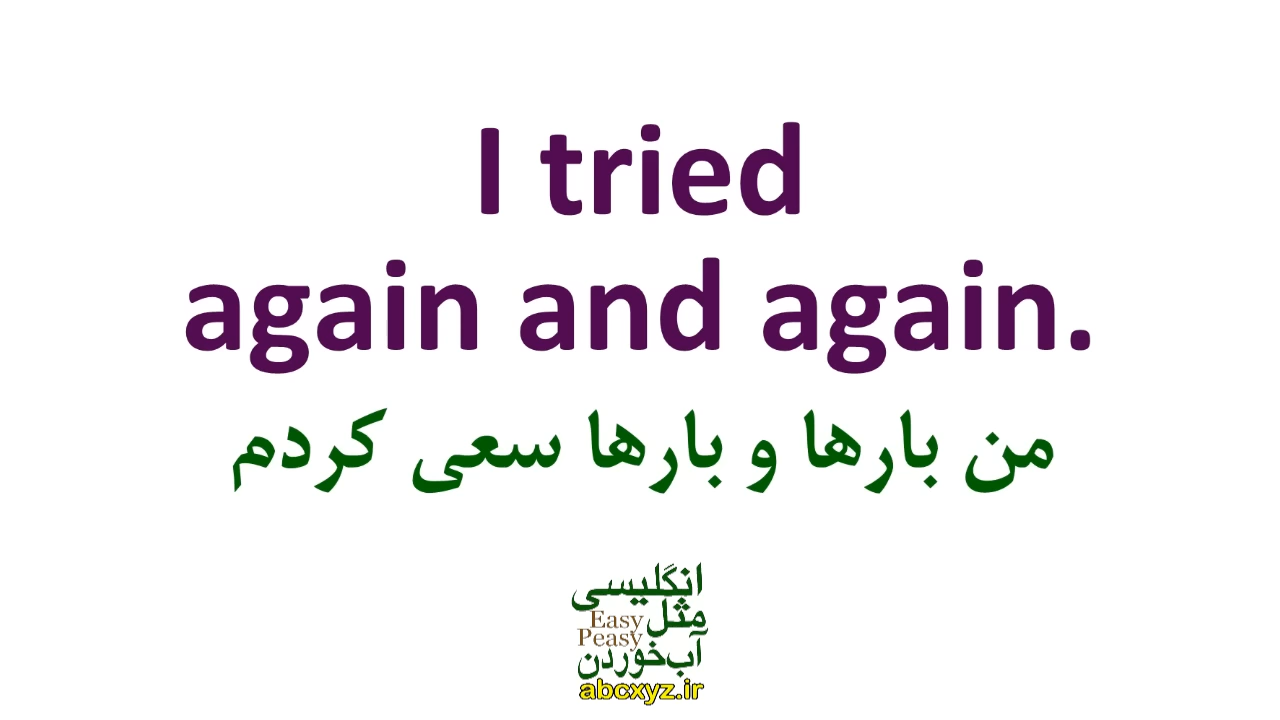 I tried
again and again.
من بارها و بارها سعی کردم
انگلیسی
مثل
Easy
Peasy
آب‌خوردن
abcxyz.ir